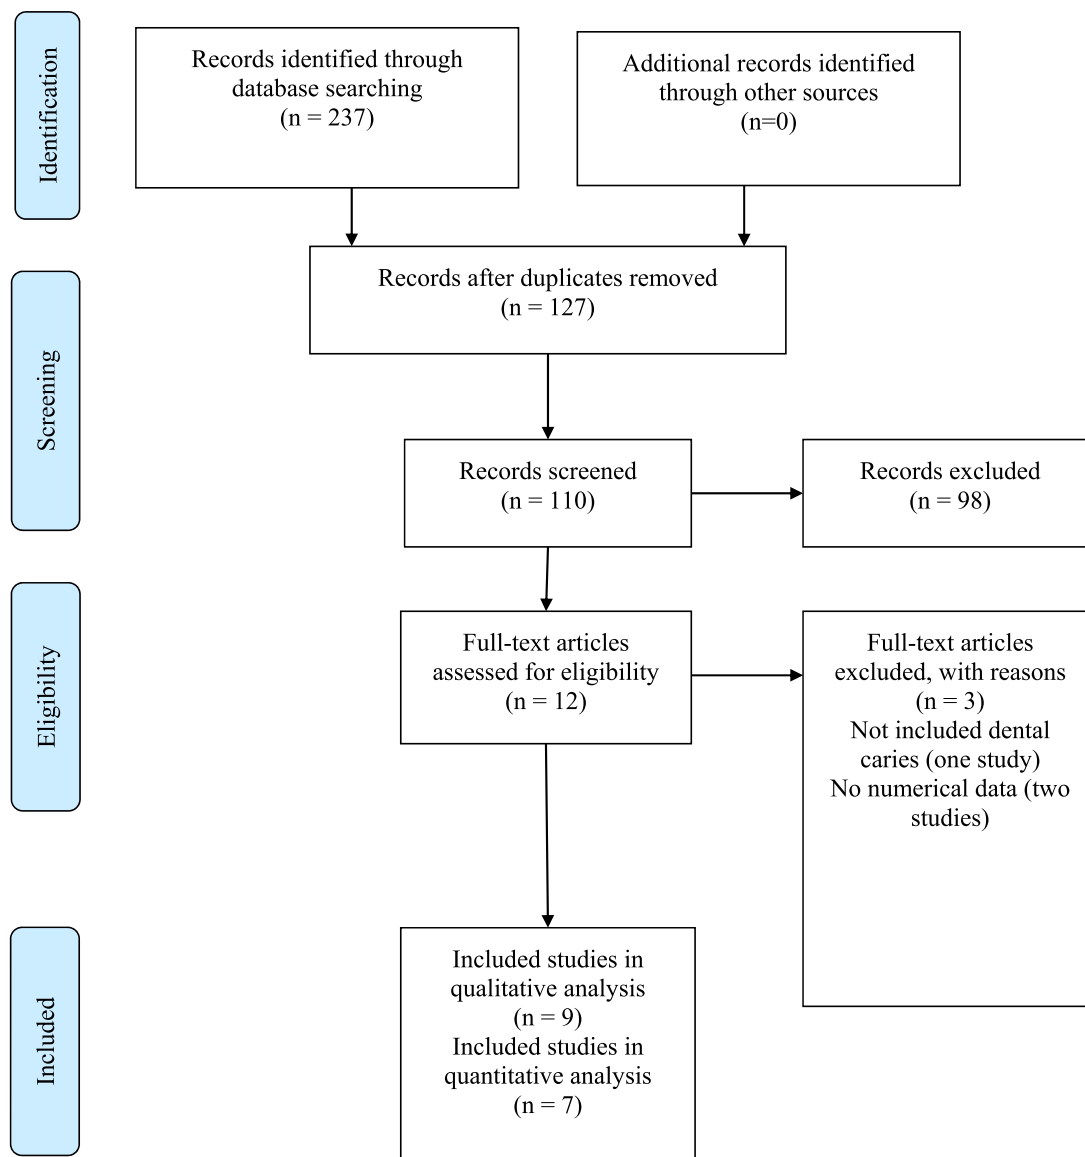 Identification
Records identified through
database searching
(n = 237)
Additional records identified
through other sources
(n=0)
Screening
Records after duplicates removed
(n = 127)
Records screened
(n = 110)
Records excluded
(n = 98)
Eligibility
Full-text articles
assessed for eligibility
(n = 12)
Full-text articles
excluded, with reasons
(n = 3)
Not included dental
caries (one study)
No numerical data (two
studies)
Included
Included studies in
qualitative analysis
(n = 9)
Included studies in
quantitative analysis
(n = 7)